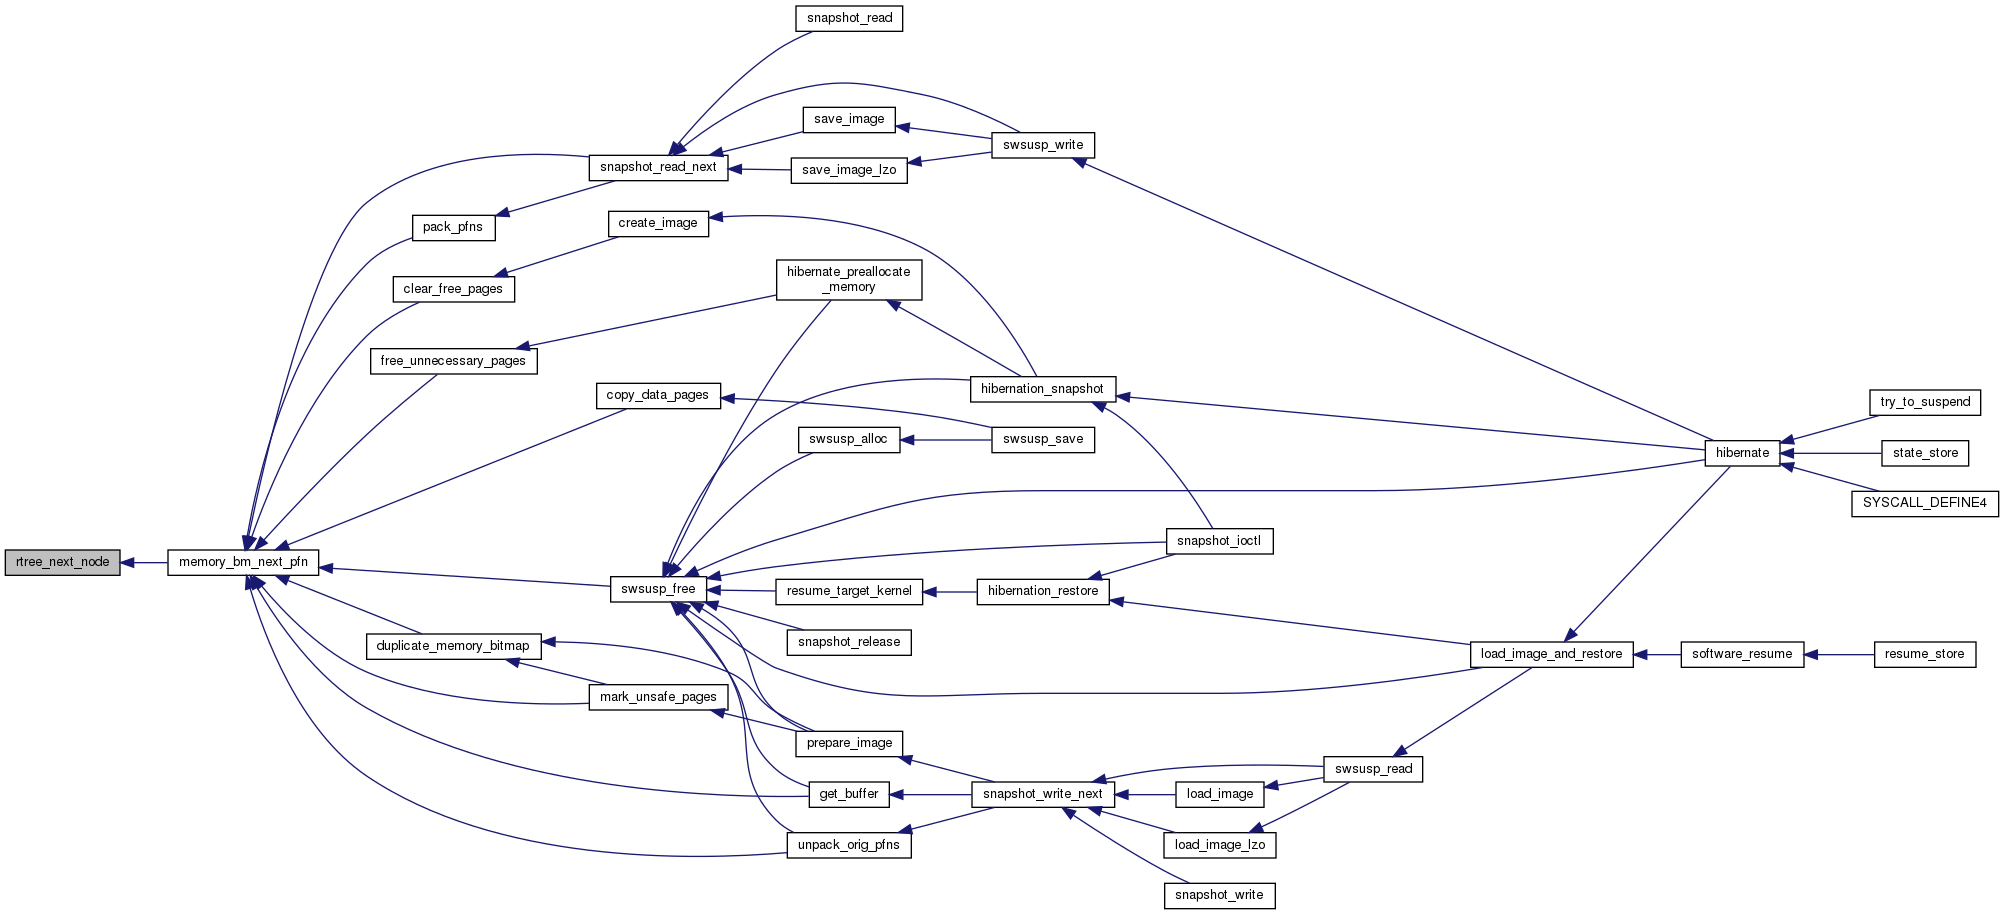 snapshot_read
save_image
swsusp_write
snapshot_read_next
save_image_lzo
pack_pfns
create_image
hibernate_preallocate
_memory
clear_free_pages
free_unnecessary_pages
hibernation_snapshot
copy_data_pages
try_to_suspend
swsusp_alloc
swsusp_save
hibernate
state_store
SYSCALL_DEFINE4
snapshot_ioctl
rtree_next_node
memory_bm_next_pfn
swsusp_free
resume_target_kernel
hibernation_restore
snapshot_release
duplicate_memory_bitmap
load_image_and_restore
software_resume
resume_store
mark_unsafe_pages
prepare_image
swsusp_read
get_buffer
snapshot_write_next
load_image
unpack_orig_pfns
load_image_lzo
snapshot_write